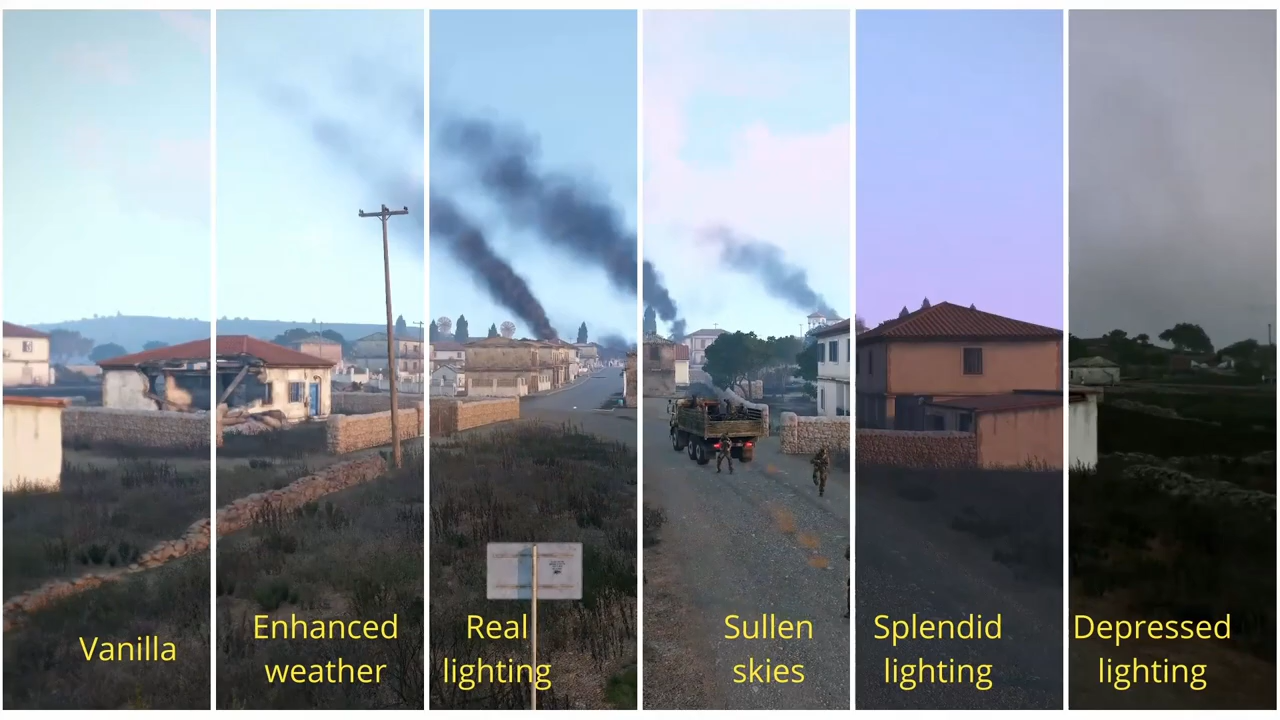 Vanilla
Enhanced
weather
Real
lighting
Sullen
skies
Splendid
lighting
Depressed
lighting